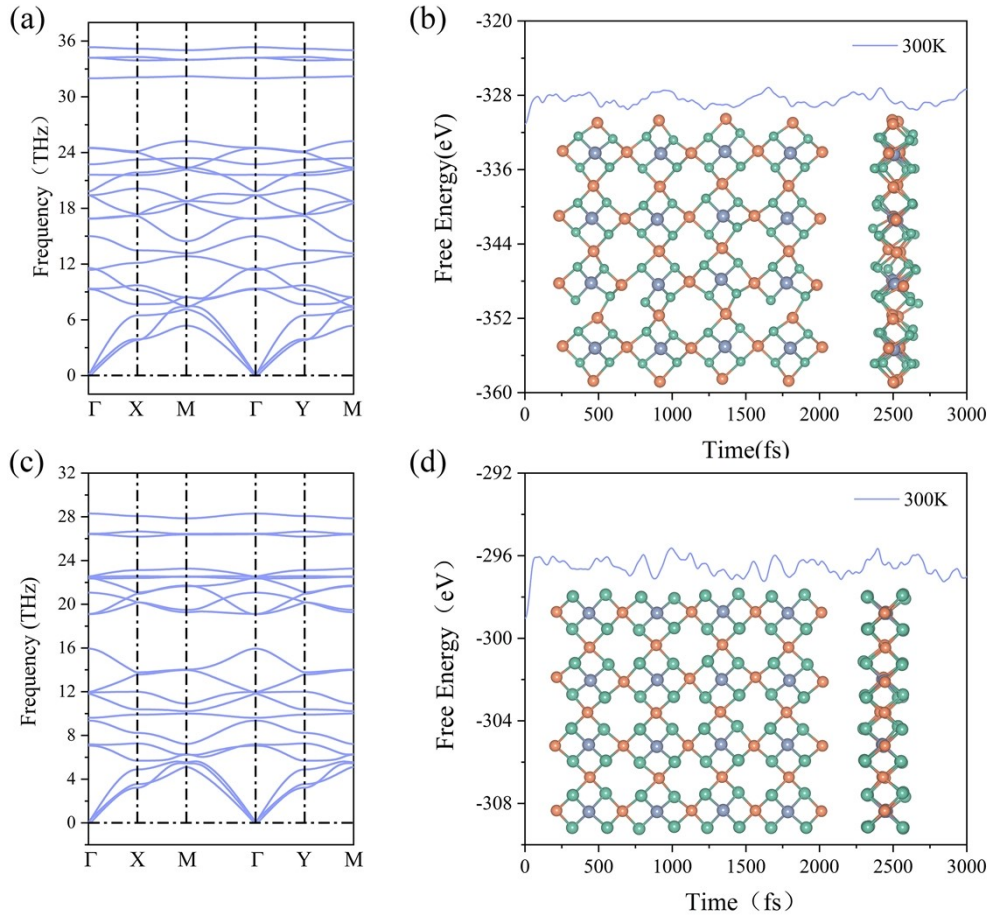 (a)
Frequency (THz)
36
30
24
18
12
6
0
Γ X M Γ Y M
(b)
Free Energy(eV)
-320
-328
-336
-344
-352
-360
300K
0 500 1000 1500 2000 2500 3000
Time(fs)
(c)
Frequency (THz)
32
28
24
20
16
12
8
4
0
Γ X M Γ Y M
(d)
Free Energy（eV）
-292
-296
-300
-304
-308
300K
0 500 1000 1500 2000 2500 3000
Time（fs）